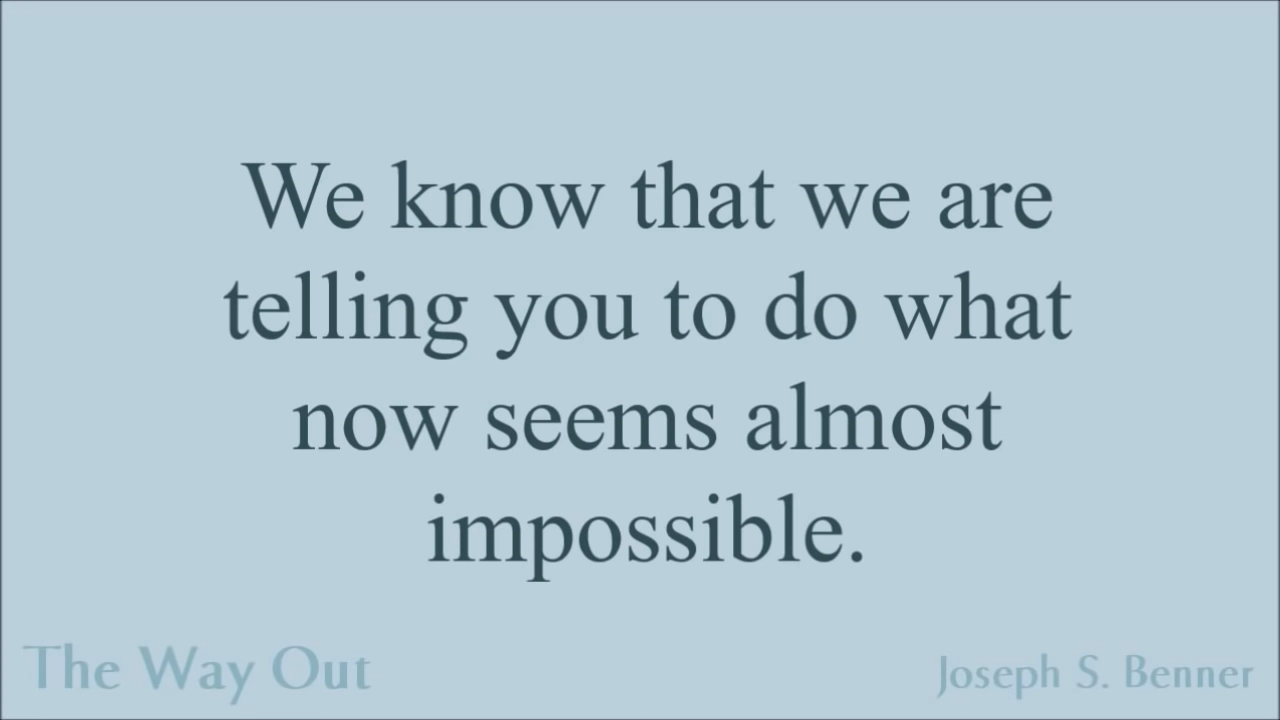 We know that we are
telling you to do what
now seems almost
impossible.
The Way Out
Joseph S. Benner